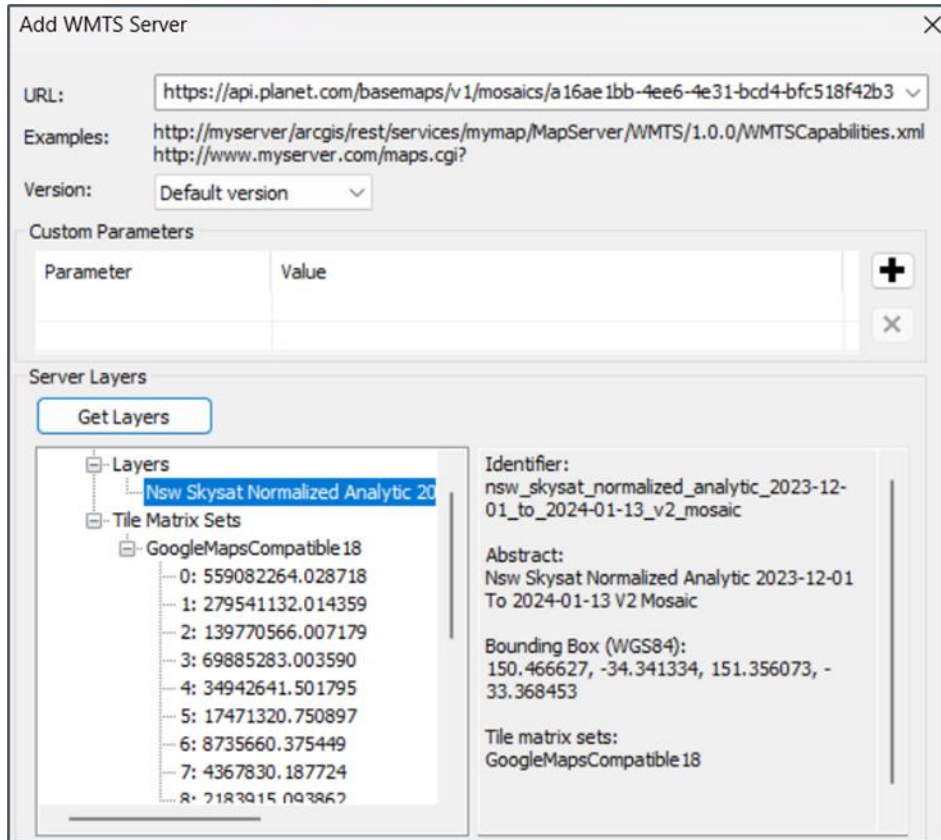 Add WMTS Server
URL:
https://api.planet.com/basemaps/v1/mosaics/a16ae1bb-4ee6-4e31-bcd4-bfc518f42b3
Examples:
http://myserver/arcgis/rest/services/mymap/MapServer/WMTS/1.0.0/WMTSCapabilities.xml
http://www.myserver.com/maps.cgi?
Version:
Default version
Custom Parameters
Parameter
Value
Server Layers
Get Layers
Layers
Nsw Skysat Normalized Analytic 20
Tile Matrix Sets
GoogleMapsCompatible18
0: 559082264.028718
1: 279541132.014359
2: 139770566.007179
3: 69885283.003590
4: 34942641.501795
5: 17471320.750897
6: 8735660.375449
7: 4367830.187724
8: 2183915.093862
Identifier:
nsw_skysat_normalized_analytic_2023-12-
01_to_2024-01-13_v2_mosaic
Abstract:
Nsw Skysat Normalized Analytic 2023-12-01
To 2024-01-13 V2 Mosaic
Bounding Box (WGS84):
150.466627, -34.341334, 151.356073, -
33.368453
Tile matrix sets:
GoogleMapsCompatible18